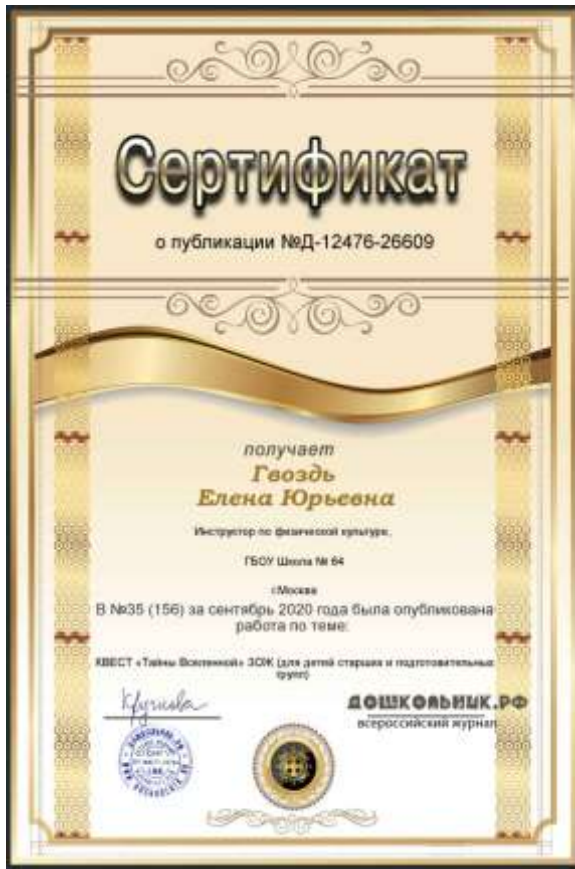 Сертификат
о публикации №Д-12476-26609
получает
Гвоздь
Елена Юрьевна
Инструктор по физической культуре,
ГБОУ Школа № 64
г.Москва
В №35 (156) за сентябрь 2020 года была опубликована
работа по теме:
КВЕСТ «Тайны Вселенной» ЗОЖ (для детей старших и подготовительных
групп)
ДОШКОЛЬНИК.РФ
всероссийский журнал